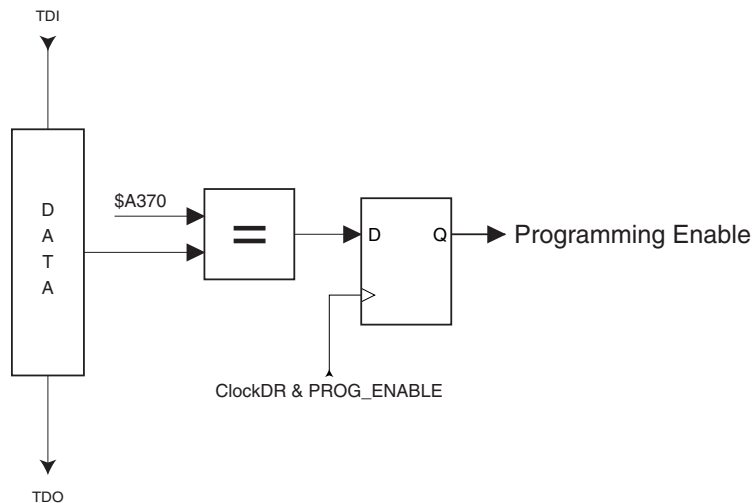 TDI
D
A
T
A
$A370
=
D
Q
Programming Enable
ClockDR & PROG_ENABLE
TDO